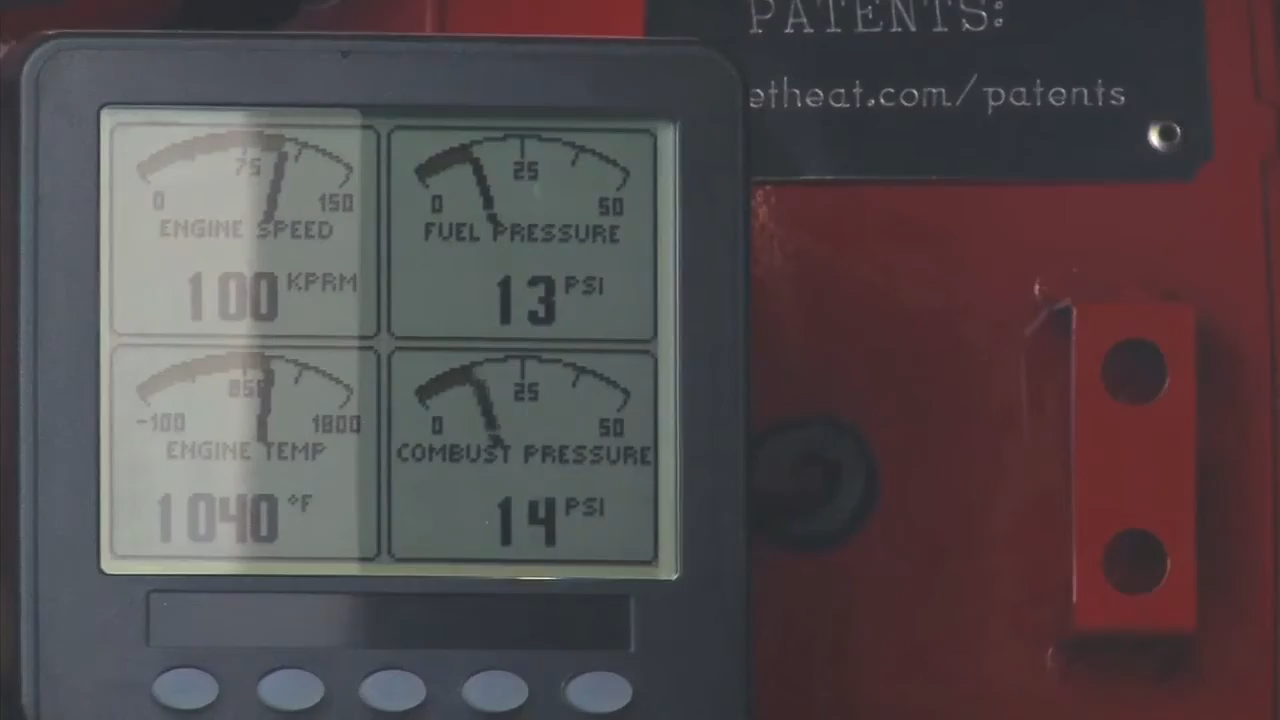 PATENTS:
etheat.com/patents
75
0 150
ENGINE SPEED
100 KPRM
25
0 50
FUEL PRESSURE
13 PSI
850
-100 1800
ENGINE TEMP
1040 °F
25
0 50
COMBUST PRESSURE
14 PSI